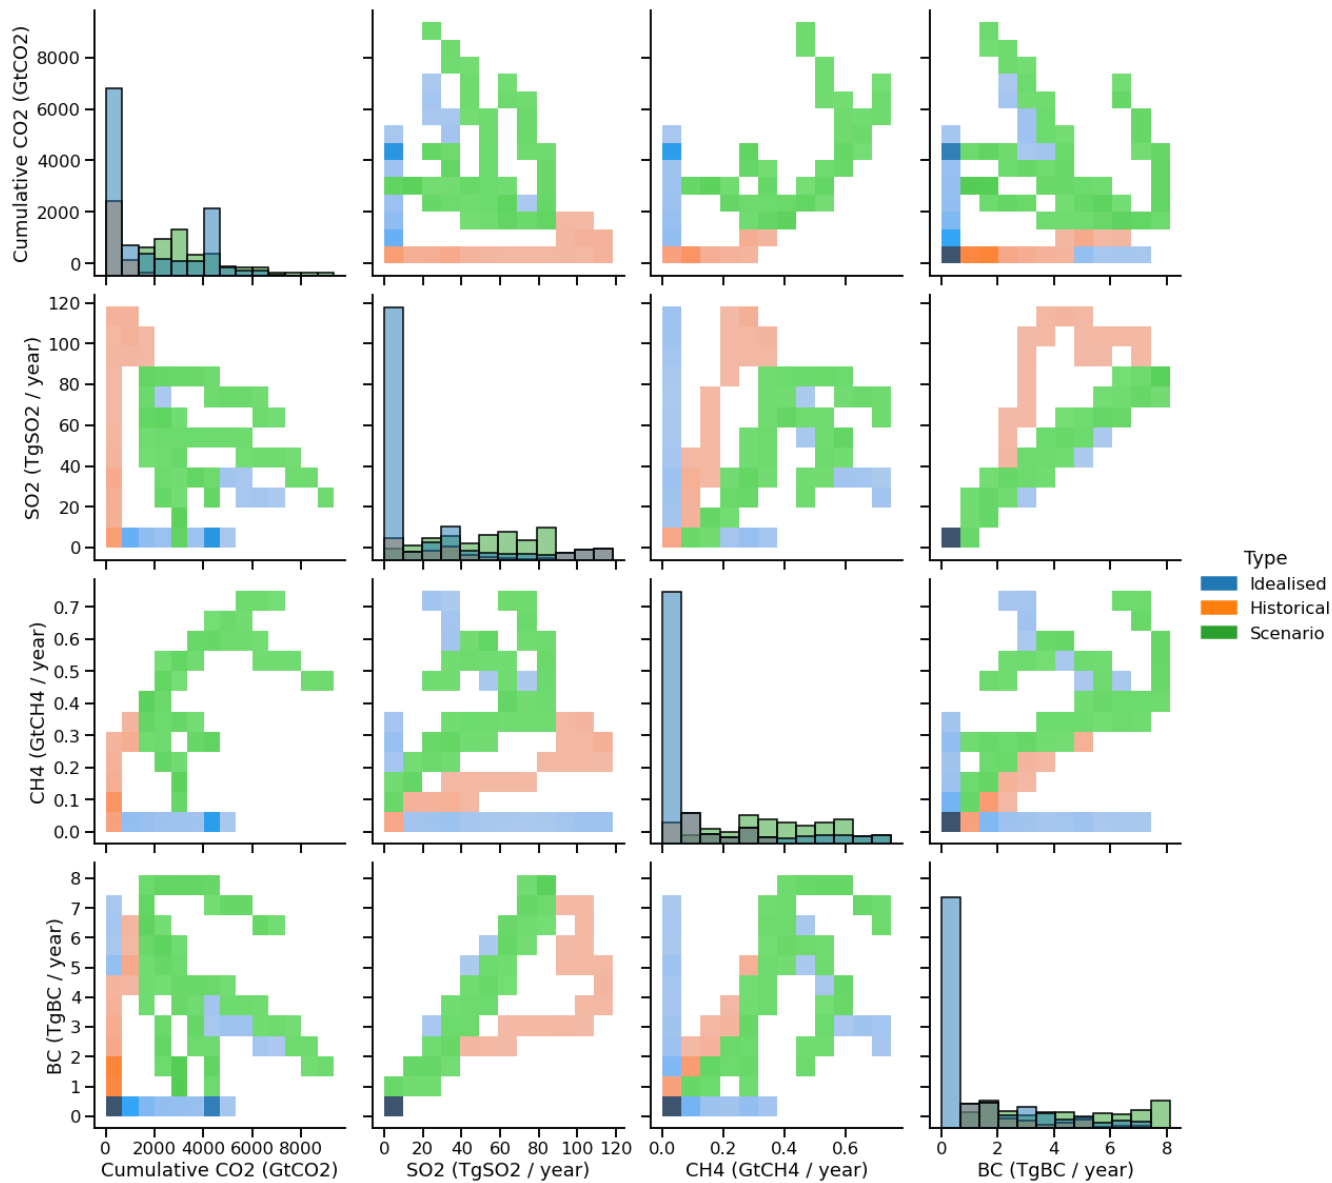 Cumulative CO2 (GtCO2)
8000
6000
4000
2000
0
SO2 (TgSO2 / year)
120
100
80
60
40
20
0
CH4 (GtCH4 / year)
0.7
0.6
0.5
0.4
0.3
0.2
0.1
0.0
BC (TgBC / year)
8
7
6
5
4
3
2
1
0
0 2000 4000 6000 8000
Cumulative CO2 (GtCO2)
0 20 40 60 80 100 120
SO2 (TgSO2 / year)
0.0 0.2 0.4 0.6
CH4 (GtCH4 / year)
0 2 4 6 8
BC (TgBC / year)
Type
Idealised
Historical
Scenario